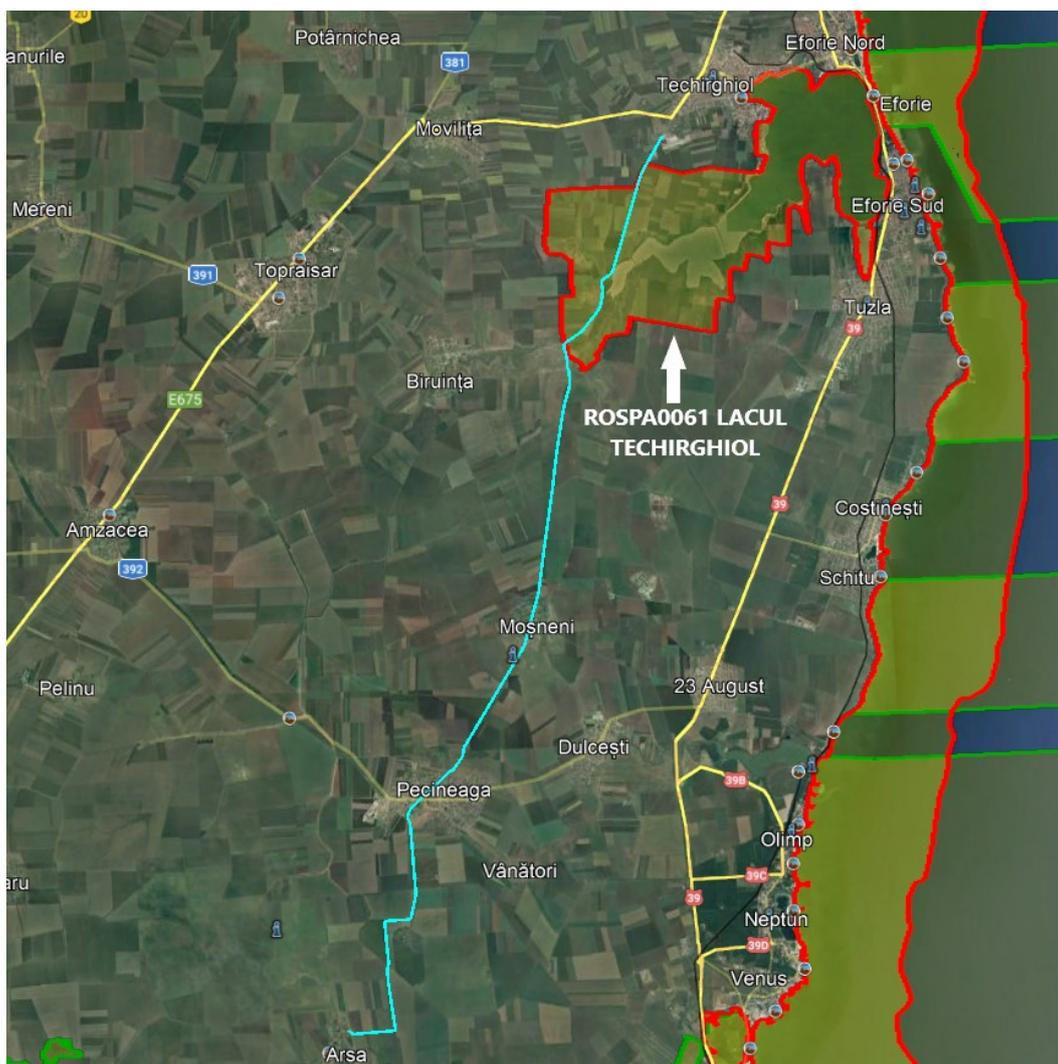 20
Potârnichea
Eforie Nord
anurile
381
Techirghiol
Eforie
Movilița
Mereni
Eforie Sud
391
Topraisar
Tuzla
39
Biruința
E675
ROSPA0061 LACUL
TECHIRGHIOL
39
Costinești
Amzacea
392
Schitu
Moșneni
Pelinu
23 August
Dulcești
39B
Pecineaga
Olimp
Vânători
39C
aru
39
Neptun
39D
Venus
Arsa